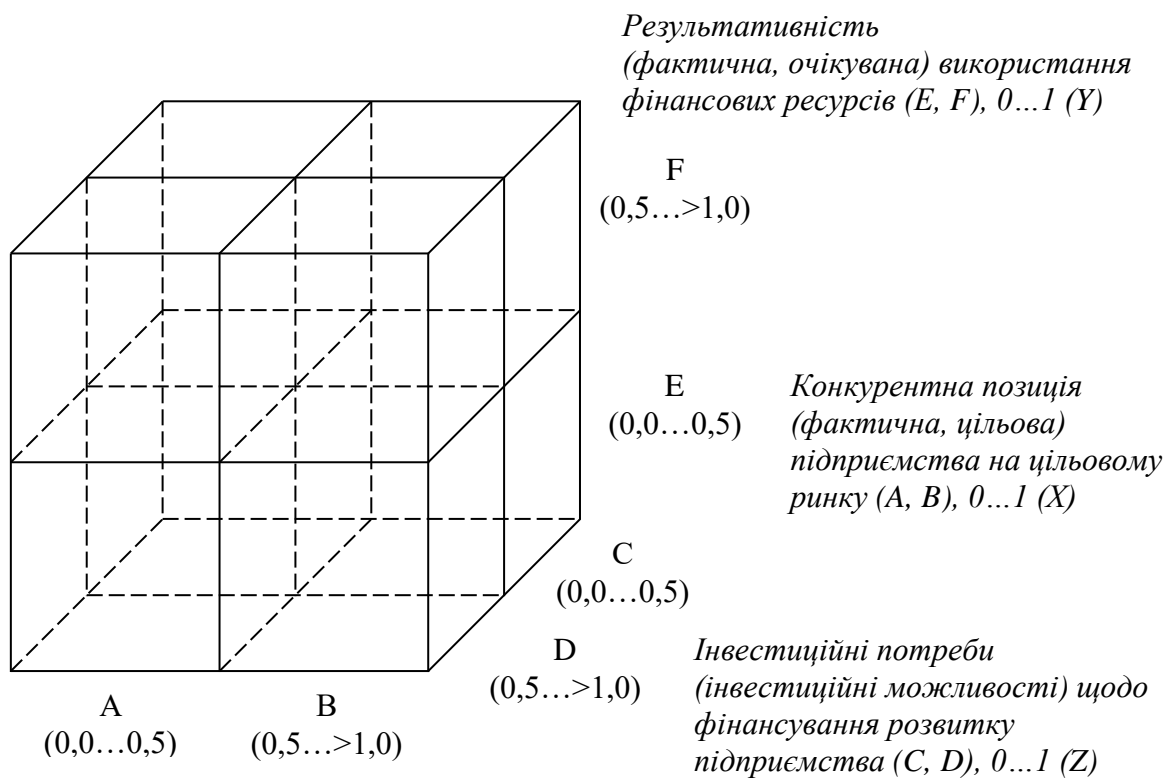 Результативність
(фактична, очікувана) використання
фінансових ресурсів (E, F), 0…1 (Y)
F
(0,5…>1,0)
E
(0,0…0,5)
Конкурентна позиція
(фактична, цільова)
підприємства на цільовому
ринку (A, B), 0…1 (X)
C
(0,0…0,5)
D
(0,5…>1,0)
Інвестиційні потреби
(інвестиційні можливості) щодо
фінансування розвитку
підприємства (C, D), 0…1 (Z)
A
(0,0…0,5)
B
(0,5…>1,0)